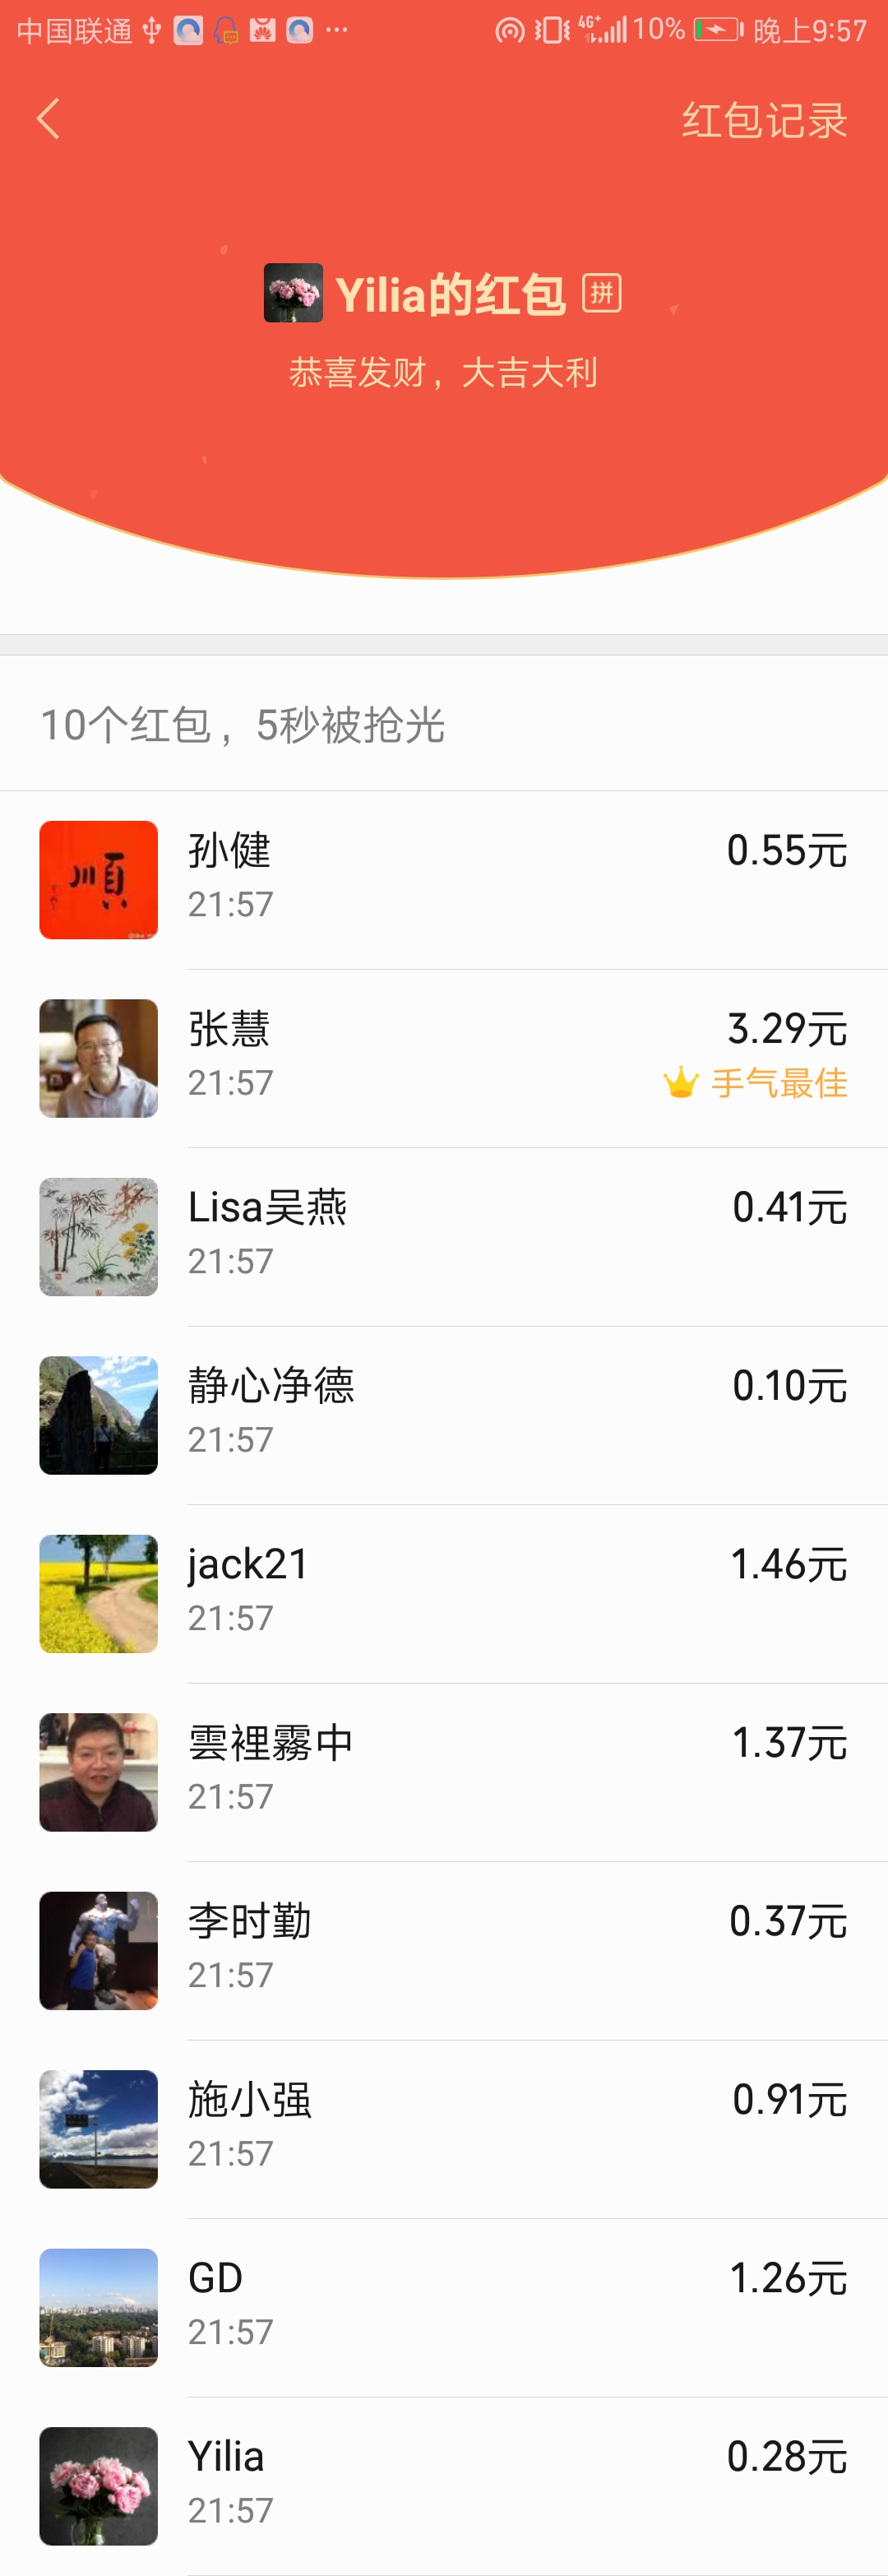 中国联通 4G+ 10% 晚上9:57
红包记录
Yilia的红包 拼
恭喜发财，大吉大利
10个红包，5秒被抢光
順
孙健 0.55元
21:57
张慧 3.29元
21:57 手气最佳
Lisa吴燕 0.41元
21:57
静心净德 0.10元
21:57
jack21 1.46元
21:57
雲裡霧中 1.37元
21:57
李时勤 0.37元
21:57
施小强 0.91元
21:57
GD 1.26元
21:57
Yilia 0.28元
21:57